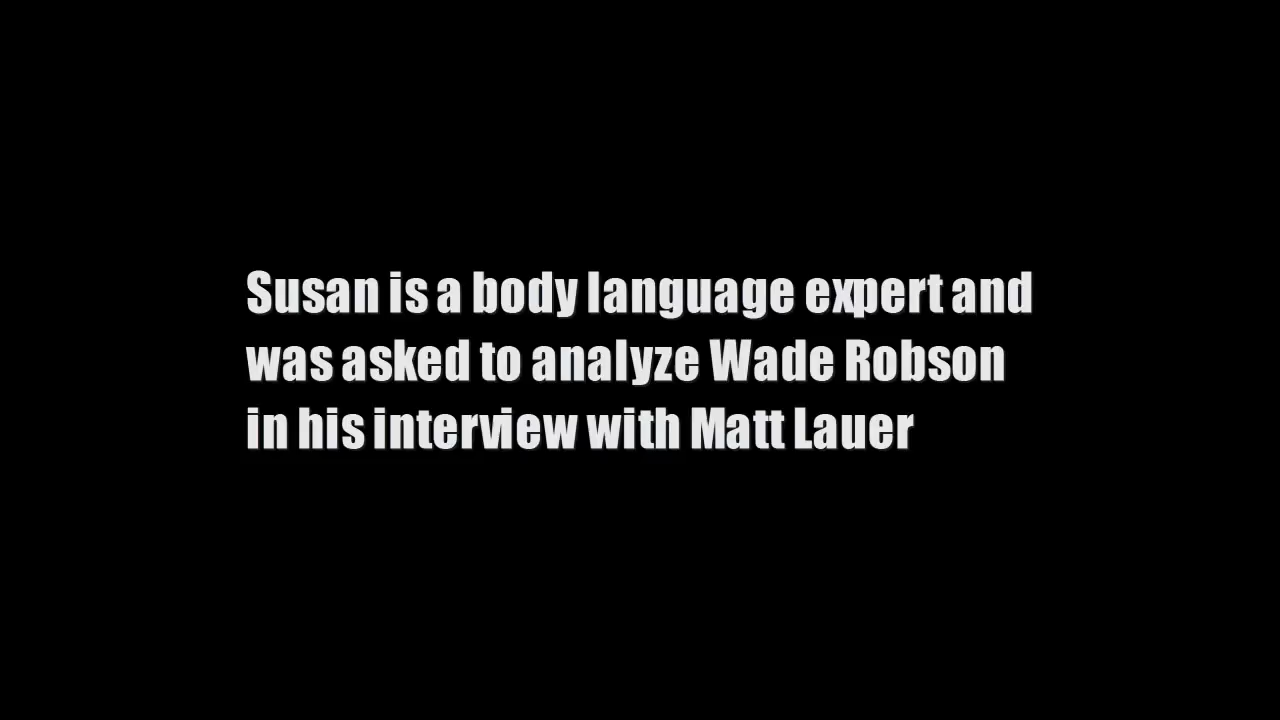 Susan is a body language expert and
was asked to analyze Wade Robson
in his interview with Matt Lauer